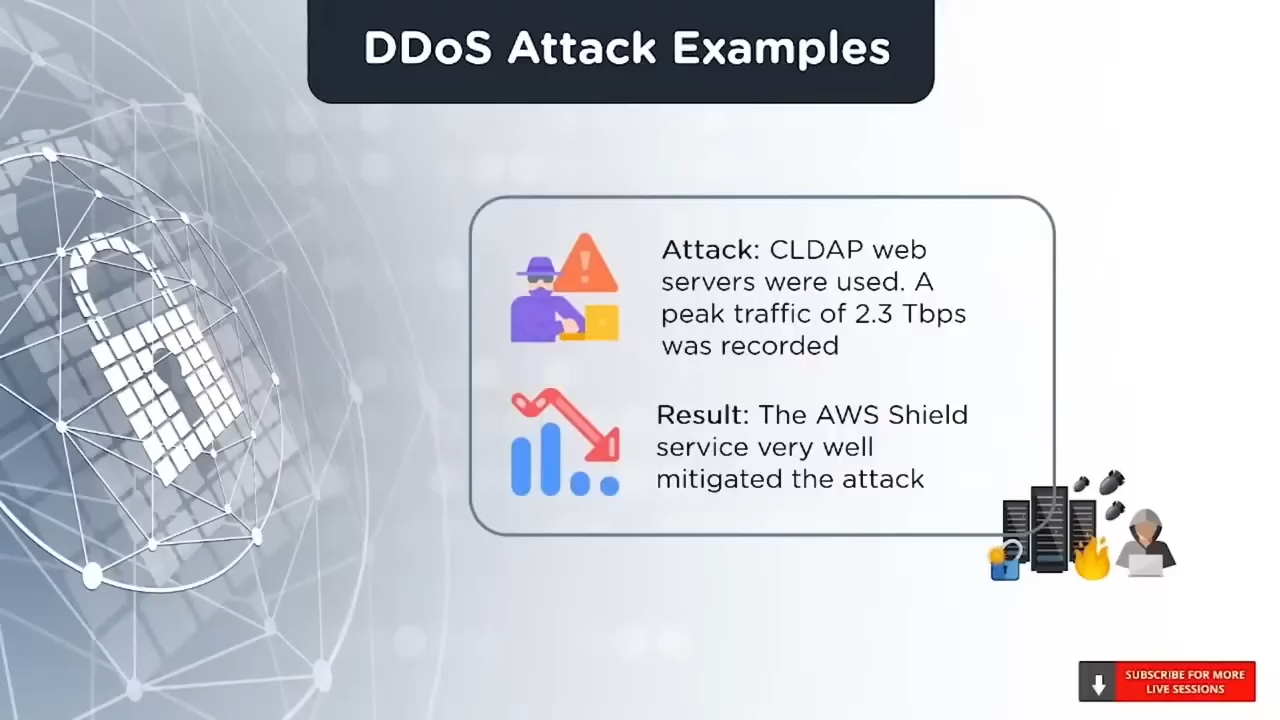 DDoS Attack Examples
Attack: CLDAP web
servers were used. A
peak traffic of 2.3 Tbps
was recorded
Result: The AWS Shield
service very well
mitigated the attack
SUBSCRIBE FOR MORE
LIVE SESSIONS